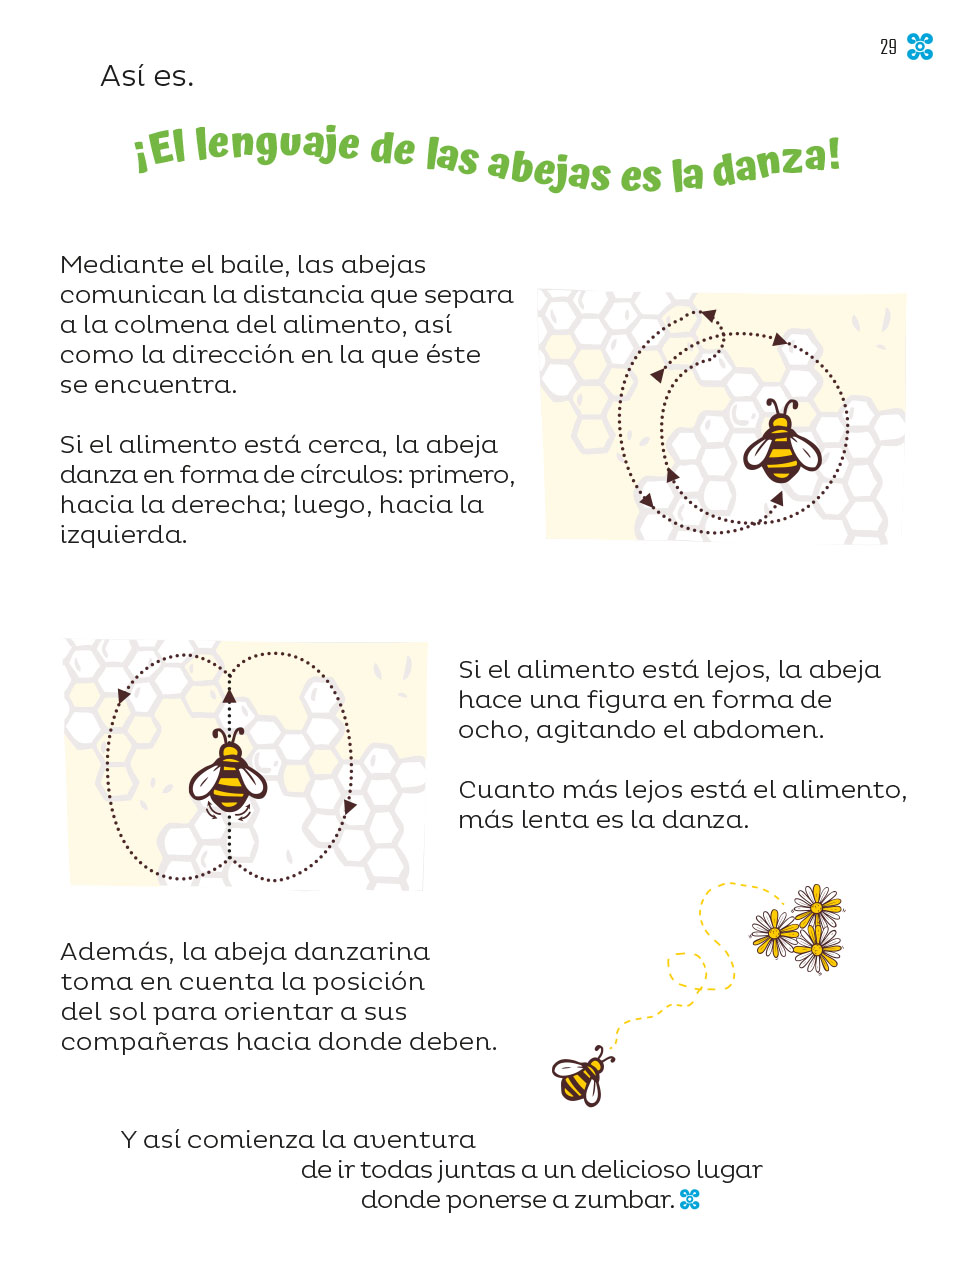 29
Así es.
¡El lenguaje de las abejas es la danza!
Mediante el baile, las abejas
comunican la distancia que separa
a la colmena del alimento, así
como la dirección en la que éste
se encuentra.
Si el alimento está cerca, la abeja
danza en forma de círculos: primero,
hacia la derecha; luego, hacia la
izquierda.
Si el alimento está lejos, la abeja
hace una figura en forma de
ocho, agitando el abdomen.
Cuanto más lejos está el alimento,
más lenta es la danza.
Además, la abeja danzarina
toma en cuenta la posición
del sol para orientar a sus
compañeras hacia donde deben.
Y así comienza la aventura
de ir todas juntas a un delicioso lugar
donde ponerse a zumbar.